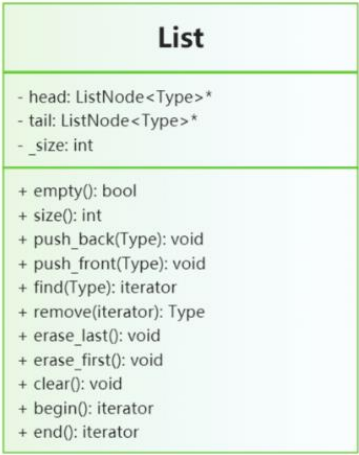 List
- head: ListNode<Type>*
- tail: ListNode<Type>*
- _size: int
+ empty(): bool
+ size(): int
+ push_back(Type): void
+ push_front(Type): void
+ find(Type): iterator
+ remove(iterator): Type
+ erase_last(): void
+ erase_first(): void
+ clear(): void
+ begin(): iterator
+ end(): iterator